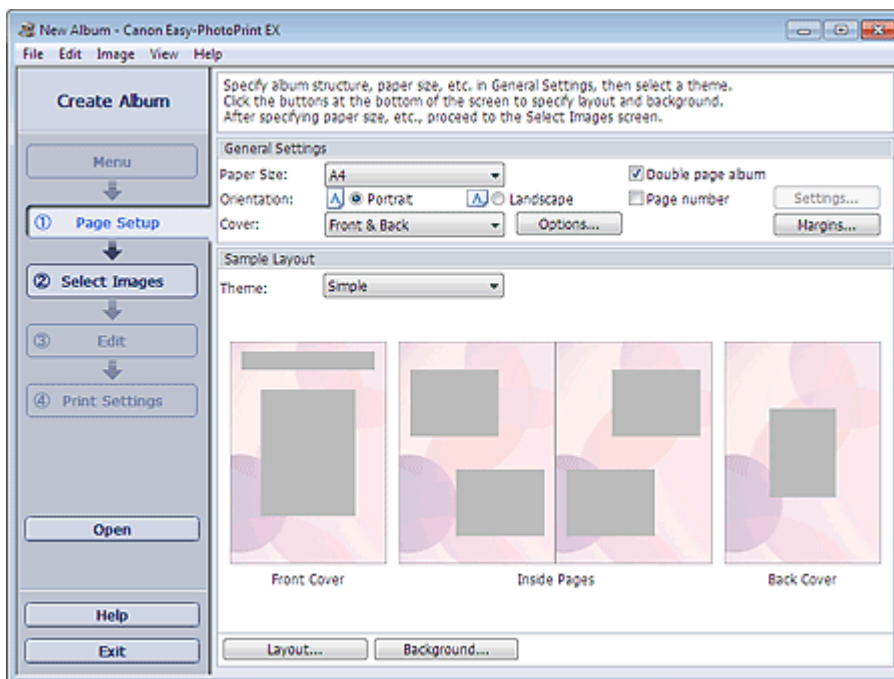 New Album - Canon Easy-PhotoPrint EX
File Edit Image View Help
Create Album
Menu
① Page Setup
② Select Images
③ Edit
④ Print Settings
Open
Help
Exit
Specify album structure, paper size, etc. in General Settings, then select a theme.
Click the buttons at the bottom of the screen to specify layout and background.
After specifying paper size, etc., proceed to the Select Images screen.
General Settings
Paper Size: A4 Double page album
Orientation: A Portrait A Landscape Page number Settings...
Cover: Front & Back Options... Margins...
Sample Layout
Theme: Simple
Front Cover Inside Pages Back Cover
Layout... Background...